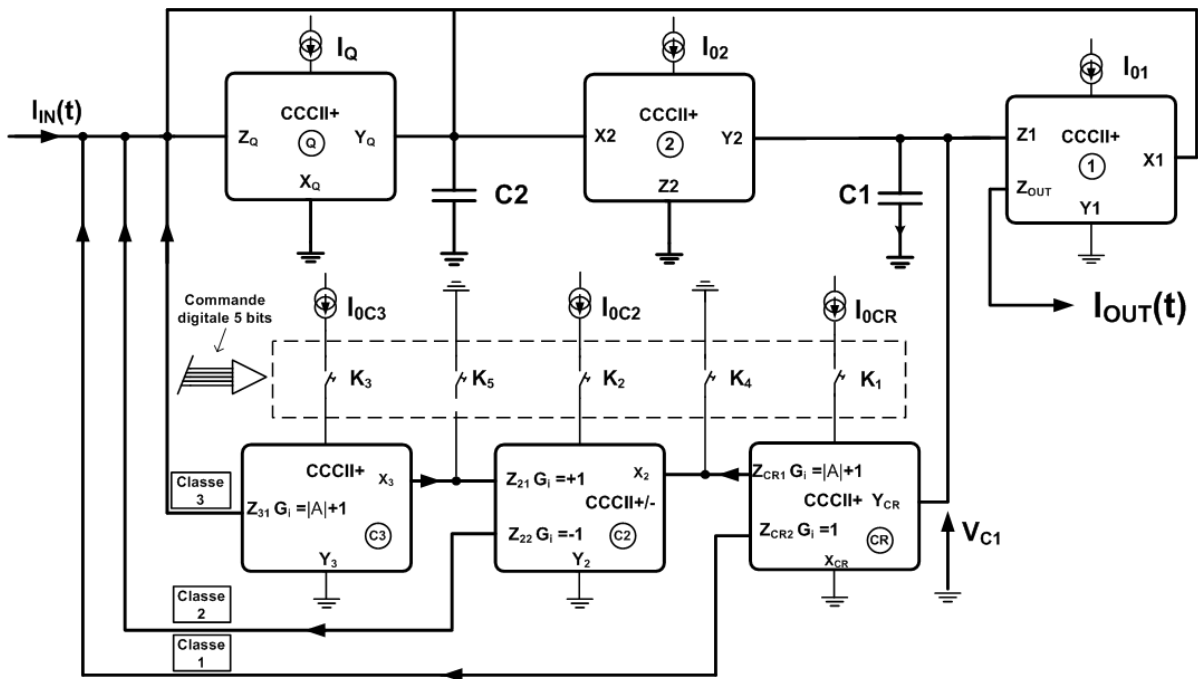 I_Q
I_02
I_01
I_IN(t)
CCCII+
Z_Q
Q
Y_Q
X_Q
CCCII+
X2
2
Y2
Z2
CCCII+
Z1
1
X1
Z_OUT
Y1
C2
C1
I_OUT(t)
Commande
digitale 5 bits
I_0C3
I_0C2
I_0CR
K_3
K_5
K_2
K_4
K_1
CCCII+
X_3
Z_31 G_i =|A|+1
C3
Y_3
Z_21 G_i =+1
X_2
CCCII+/-
Z_22 G_i =-1
C2
Y_2
Z_CR1 G_i =|A|+1
CCCII+ Y_CR
Z_CR2 G_i =1
CR
X_CR
V_C1
Classe
3
Classe
2
Classe
1